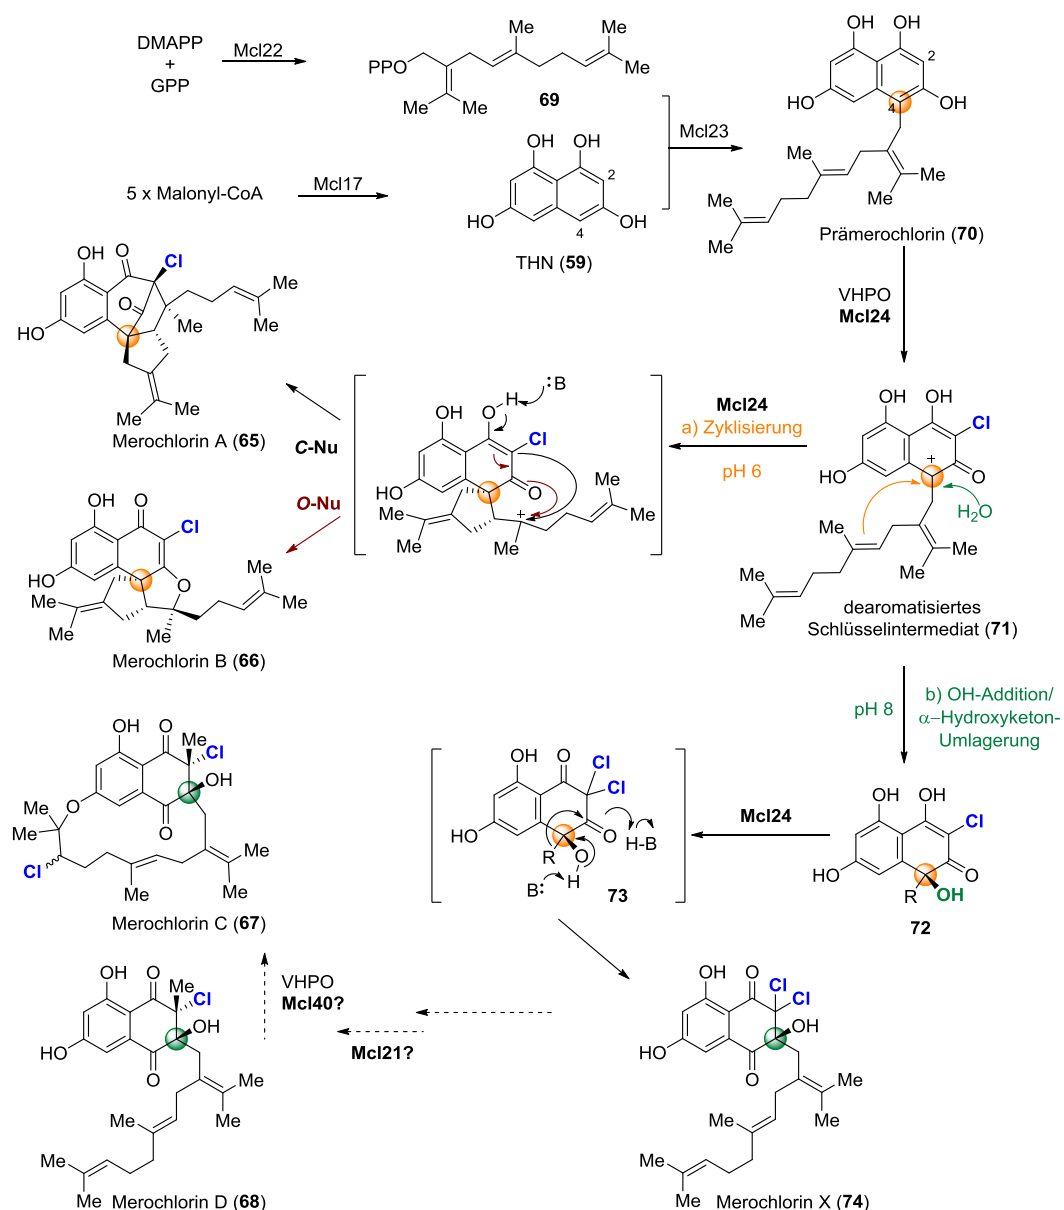 DMAPP
+
GPP
Mcl22
PPO
Me
Me
Me
Me
Me
69
5 x Malonyl-CoA
Mcl17
OH OH
2
HO
4
OH
THN (59)
Mcl23
OH OH
2
HO
4
OH
Me
Me
Me
Me
Me
Prämerochlorin (70)
VHPO
Mcl24
OH
O
Cl
O
HO
Me
Me
Me
Me
Me
Merochlorin A (65)
C-Nu
O-Nu
OH
O
H
:B
Cl
O
HO
Me
Me
Me
Me
+
Me
Mcl24
a) Zyklisierung
pH 6
OH OH
Cl
HO
+
O
H2O
Me
Me
Me
Me
Me
dearomatisiertes
Schlüsselintermediat (71)
OH
O
Cl
HO
O
Me
Me
Me
Me
Me
Merochlorin B (66)
pH 8
b) OH-Addition/
α–Hydroxyketon-
Umlagerung
OH
O
Me
Cl
OH
O
O
Me
Me
Cl
Me
Me
Me
Merochlorin C (67)
OH
O
Cl
Cl
HO
O
H-B
R
O
B:
H
73
Mcl24
OH OH
Cl
HO
O
R
OH
72
VHPO
Mcl40?
Mcl21?
OH
O
Me
Cl
OH
HO
O
Me
Me
Me
Me
Me
Merochlorin D (68)
OH
O
Cl
Cl
OH
HO
O
Me
Me
Me
Me
Me
Merochlorin X (74)